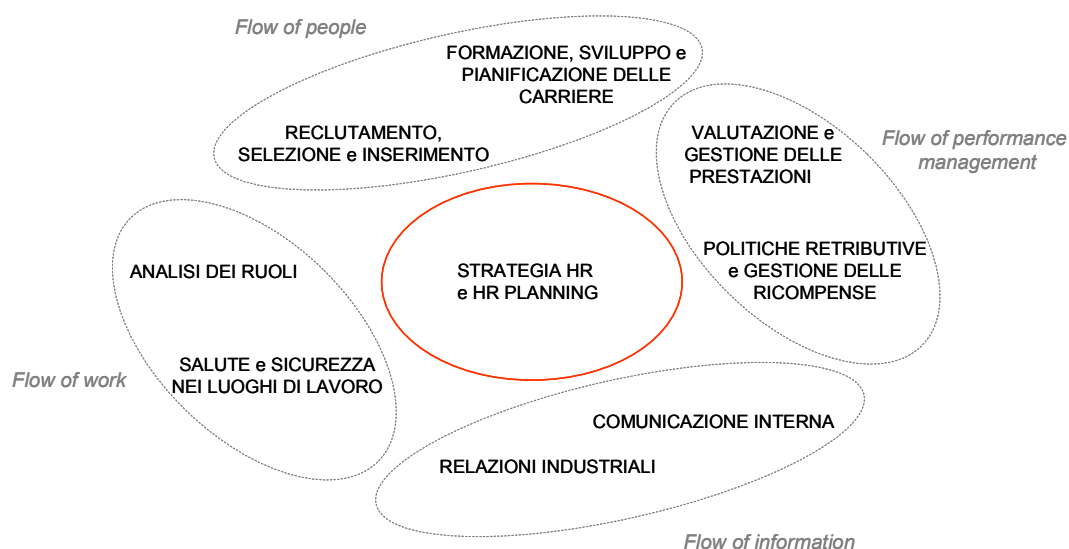 Flow of people
FORMAZIONE, SVILUPPO e
PIANIFICAZIONE DELLE
CARRIERE
RECLUTAMENTO,
SELEZIONE e INSERIMENTO
VALUTAZIONE e
GESTIONE DELLE
PRESTAZIONI
Flow of performance
management
POLITICHE RETRIBUTIVE
e GESTIONE DELLE
RICOMPENSE
STRATEGIA HR
e HR PLANNING
ANALISI DEI RUOLI
SALUTE e SICUREZZA
NEI LUOGHI DI LAVORO
Flow of work
COMUNICAZIONE INTERNA
RELAZIONI INDUSTRIALI
Flow of information